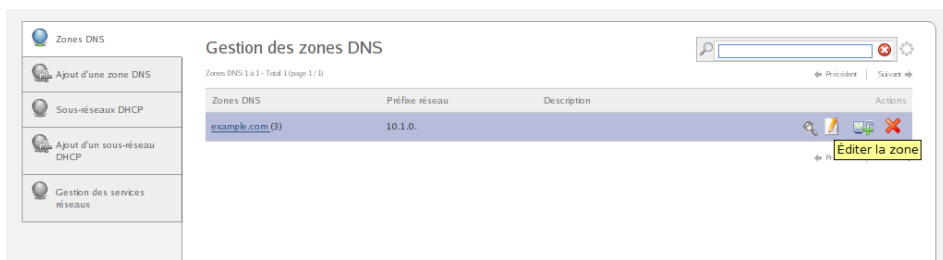 Zones DNS
Ajout d'une zone DNS
Sous-réseaux DHCP
Ajout d'un sous-réseau
DHCP
Gestion des services
réseaux
Gestion des zones DNS
Zones DNS 1 à 1 - Total 1 (page 1 / 1)
Précédent | Suivant
Zones DNS Préfixe réseau Description Actions
example.com (3) 10.1.0.
Éditer la zone